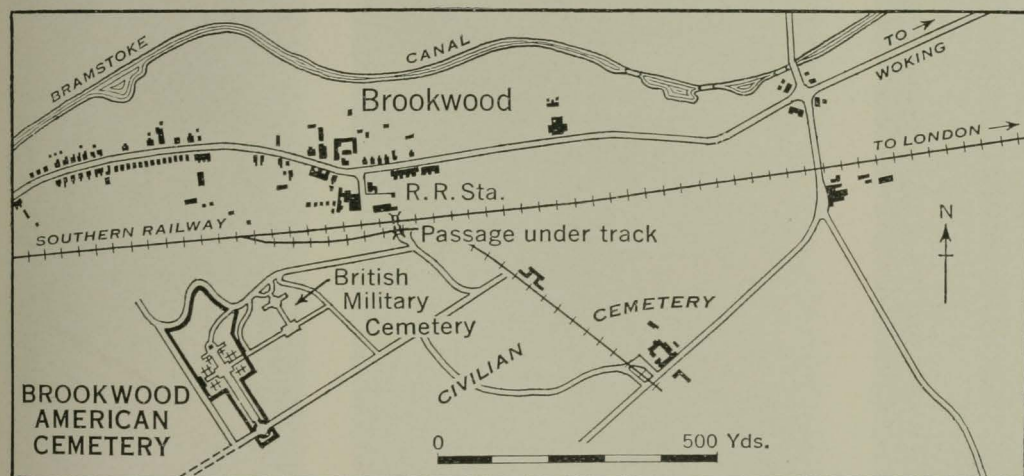 BRAMSTOKE CANAL
TO WOKING
Brookwood
TO LONDON
R.R. Sta.
SOUTHERN RAILWAY
Passage under track
N
British
Military
Cemetery
CIVILIAN CEMETERY
BROOKWOOD
AMERICAN
CEMETERY
0 500 Yds.